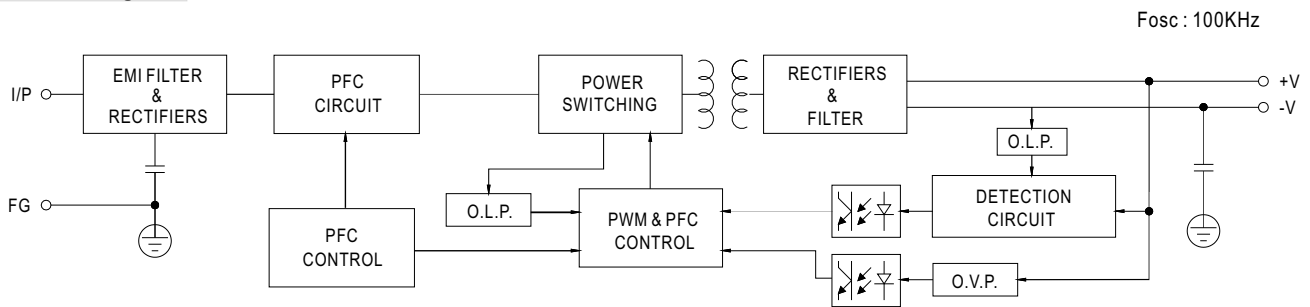 Fosc : 100KHz
I/P
EMI FILTER
&
RECTIFIERS
PFC
CIRCUIT
POWER
SWITCHING
RECTIFIERS
&
FILTER
+V
-V
O.L.P.
FG
O.L.P.
PFC
CONTROL
PWM & PFC
CONTROL
DETECTION
CIRCUIT
O.V.P.